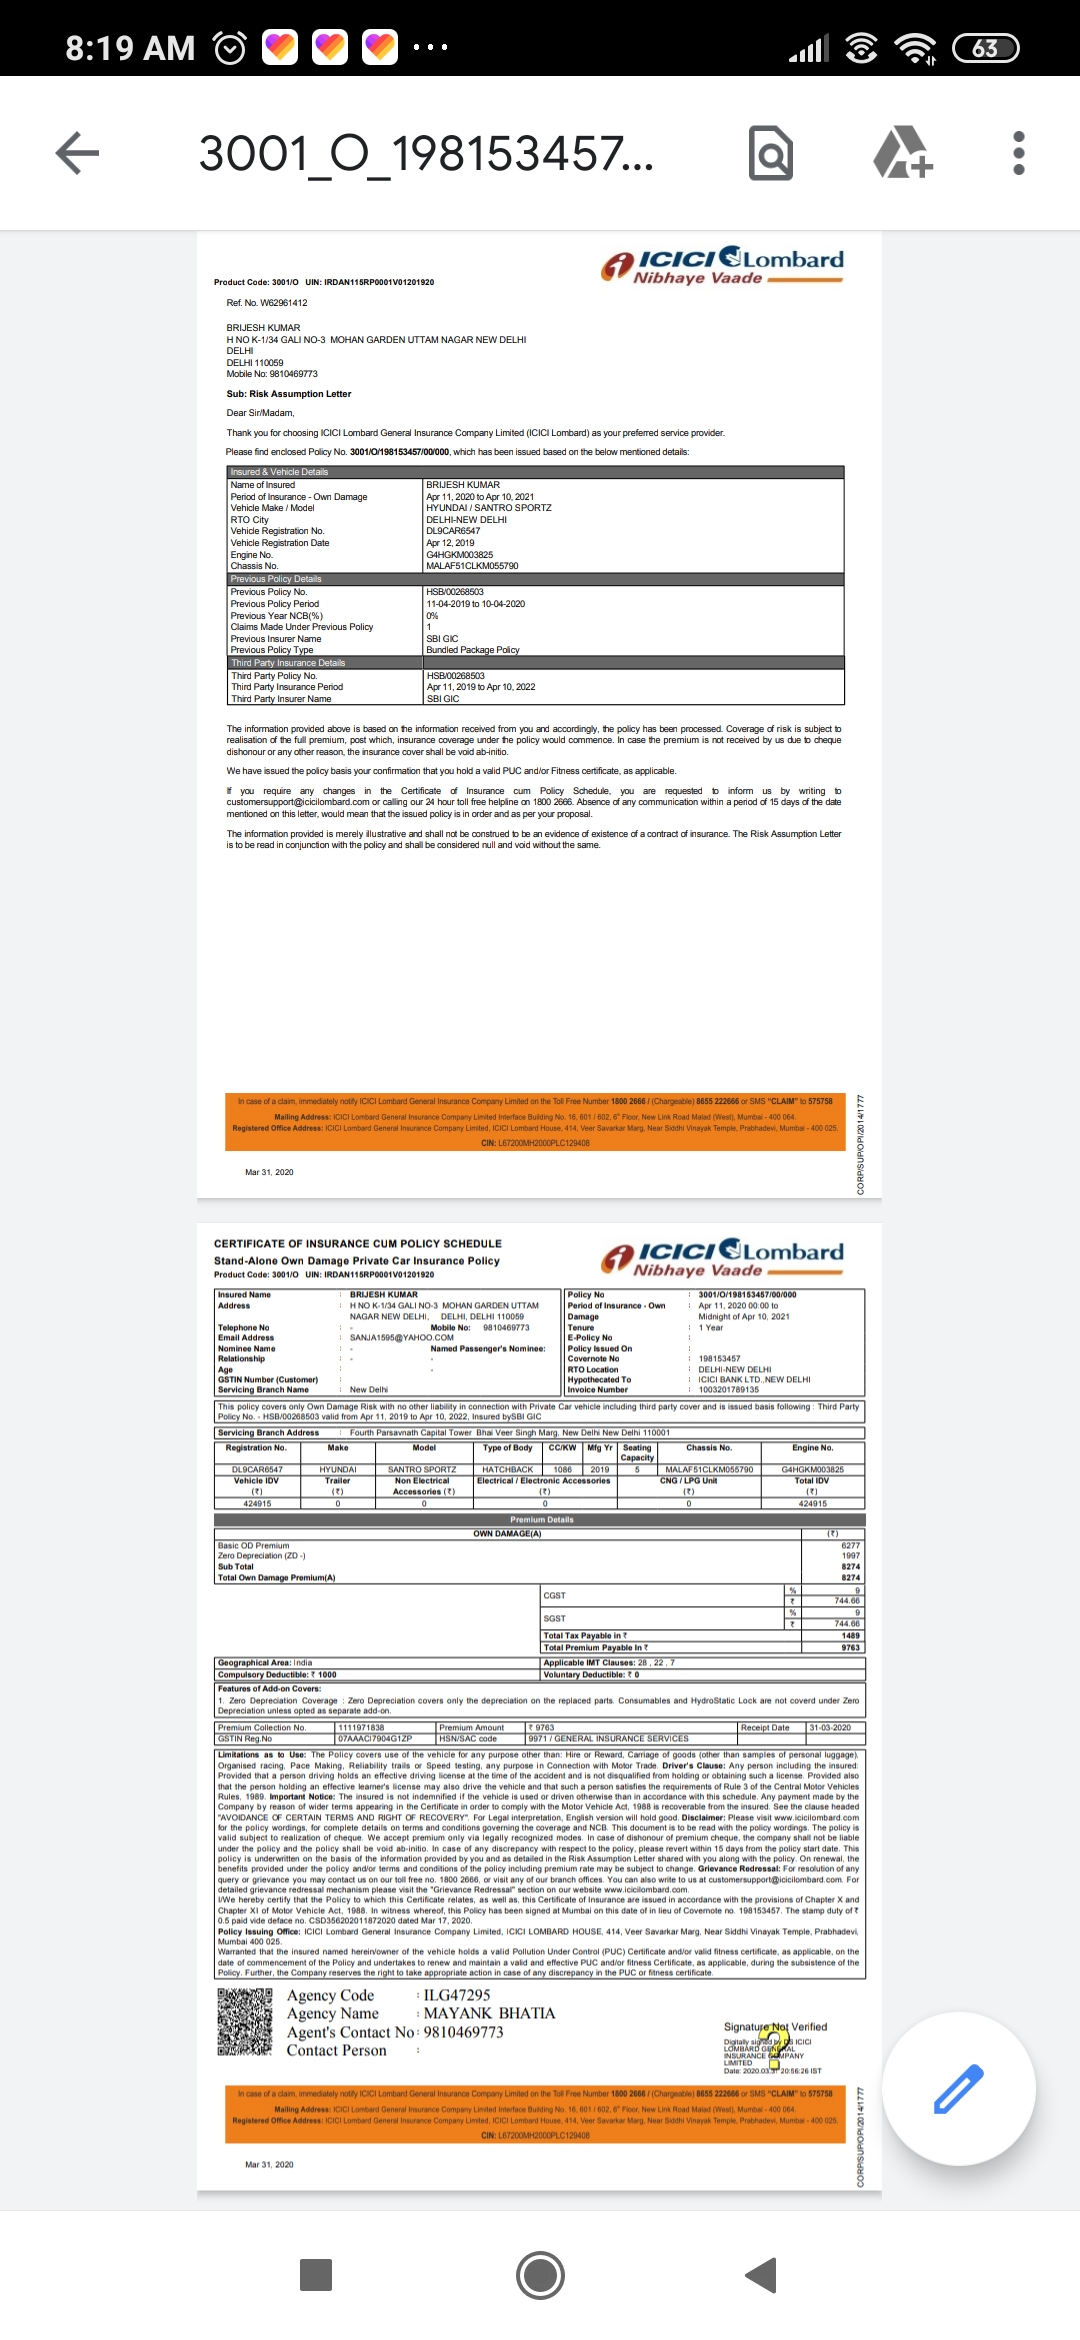 8:19 AM
63
3001_O_198153457...
ICICI Lombard
Nibhaye Vaade
Product Code: 3001/O UIN: IRDAN115RP0001V01201920
Ref. No. W62961412
BRIJESH KUMAR
H NO K-1/34 GALI NO-3 MOHAN GARDEN UTTAM NAGAR NEW DELHI
DELHI
DELHI 110059
Mobile No: 9810469773
Sub: Risk Assumption Letter
Dear Sir/Madam,
Thank you for choosing ICICI Lombard General Insurance Company Limited (ICICI Lombard) as your preferred service provider.
Please find enclosed Policy No. 3001/O/198153457/00/000, which has been issued based on the below mentioned details:
Insured & Vehicle Details
Name of Insured BRIJESH KUMAR
Period of Insurance - Own Damage Apr 11, 2020 to Apr 10, 2021
Vehicle Make / Model HYUNDAI / SANTRO SPORTZ
RTO City DELHI-NEW DELHI
Vehicle Registration No. DL9CAR6547
Vehicle Registration Date Apr 12, 2019
Engine No. G4HGKM003825
Chassis No. MALAF51CLKM055790
Previous Policy Details
Previous Policy No. HSB/00268503
Previous Policy Period 11-04-2019 to 10-04-2020
Previous Year NCB(%) 0%
Claims Made Under Previous Policy 1
Previous Insurer Name SBI GIC
Previous Policy Type Bundled Package Policy
Third Party Insurance Details
Third Party Policy No. HSB/00268503
Third Party Insurance Period Apr 11, 2019 to Apr 10, 2022
Third Party Insurer Name SBI GIC
The information provided above is based on the information received from you and accordingly, the policy has been processed. Coverage of risk is subject to
realisation of the full premium, post which, insurance coverage under the policy would commence. In case the premium is not received by us due to cheque
dishonour or any other reason, the insurance cover shall be void ab-initio.
We have issued the policy basis your confirmation that you hold a valid PUC and/or Fitness certificate, as applicable.
If you require any changes in the Certificate of Insurance cum Policy Schedule, you are requested to inform us by writing to
customersupport@icicilombard.com or calling our 24 hour toll free helpline on 1800 2666. Absence of any communication within a period of 15 days of the date
mentioned on this letter, would mean that the issued policy is in order and as per your proposal.
The information provided is merely illustrative and shall not be construed to be an evidence of existence of a contract of insurance. The Risk Assumption Letter
is to be read in conjunction with the policy and shall be considered null and void without the same.
In case of a claim, immediately notify ICICI Lombard General Insurance Company Limited on the Toll Free Number 1800 2666 / (Chargeable) 8655 222666 or SMS "CLAIM" to 575758
Mailing Address: ICICI Lombard General Insurance Company Limited Interface Building No. 16, 601 / 602, 6th Floor, New Link Road Malad (West), Mumbai - 400 064.
Registered Office Address: ICICI Lombard General Insurance Company Limited, ICICI Lombard House, 414, Veer Savarkar Marg, Near Siddhi Vinayak Temple, Prabhadevi, Mumbai - 400 025.
CIN: L67200MH2000PLC129408
CORP/SUP/OPI/2014/1777
Mar 31, 2020
CERTIFICATE OF INSURANCE CUM POLICY SCHEDULE
Stand-Alone Own Damage Private Car Insurance Policy
Product Code: 3001/O UIN: IRDAN115RP0001V01201920
ICICI Lombard
Nibhaye Vaade
Insured Name : BRIJESH KUMAR
Address : H NO K-1/34 GALI NO-3 MOHAN GARDEN UTTAM
NAGAR NEW DELHI, DELHI, DELHI 110059
Telephone No : - Mobile No: 9810469773
Email Address : SANJA1595@YAHOO.COM
Nominee Name : - Named Passenger's Nominee:
Relationship : - -
Age : -
GSTIN Number (Customer) :
Servicing Branch Name : New Delhi
Policy No : 3001/O/198153457/00/000
Period of Insurance - Own : Apr 11, 2020 00:00 to
Damage Midnight of Apr 10, 2021
Tenure : 1 Year
E-Policy No :
Policy Issued On :
Covernote No : 198153457
RTO Location : DELHI-NEW DELHI
Hypothecated To : ICICI BANK LTD.,NEW DELHI
Invoice Number : 1003201789135
This policy covers only Own Damage Risk with no other liability in connection with Private Car vehicle including third party cover and is issued basis following : Third Party
Policy No. - HSB/00268503 valid from Apr 11, 2019 to Apr 10, 2022, Insured bySBI GIC
Servicing Branch Address : Fourth Parsavnath Capital Tower Bhai Veer Singh Marg, New Delhi New Delhi 110001
Registration No. Make Model Type of Body CC/KW Mfg Yr Seating Capacity Chassis No. Engine No.
DL9CAR6547 HYUNDAI SANTRO SPORTZ HATCHBACK 1086 2019 5 MALAF51CLKM055790 G4HGKM003825
Vehicle IDV (₹) Trailer (₹) Non Electrical Accessories (₹) Electrical / Electronic Accessories (₹) CNG / LPG Unit (₹) Total IDV (₹)
424915 0 0 0 0 424915
Premium Details
OWN DAMAGE(A) (₹)
Basic OD Premium 6277
Zero Depreciation (ZD -) 1997
Sub Total 8274
Total Own Damage Premium(A) 8274
CGST % 9
₹ 744.66
SGST % 9
₹ 744.66
Total Tax Payable in ₹ 1489
Total Premium Payable In ₹ 9763
Geographical Area: India Applicable IMT Clauses: 28 , 22 , 7
Compulsory Deductible: ₹ 1000 Voluntary Deductible: ₹ 0
Features of Add-on Covers:
1. Zero Depreciation Coverage : Zero Depreciation covers only the depreciation on the replaced parts. Consumables and HydroStatic Lock are not coverd under Zero
Depreciation unless opted as separate add-on.
Premium Collection No. 1111971838 Premium Amount ₹ 9763 Receipt Date 31-03-2020
GSTIN Reg.No 07AAACI7904G1ZP HSN/SAC code 9971 / GENERAL INSURANCE SERVICES
Limitations as to Use: The Policy covers use of the vehicle for any purpose other than: Hire or Reward, Carriage of goods (other than samples of personal luggage),
Organised racing, Pace Making, Reliability trails or Speed testing, any purpose in Connection with Motor Trade. Driver's Clause: Any person including the insured:
Provided that a person driving holds an effective driving license at the time of the accident and is not disqualified from holding or obtaining such a license. Provided also
that the person holding an effective learner's license may also drive the vehicle and that such a person satisfies the requirements of Rule 3 of the Central Motor Vehicles
Rules, 1989. Important Notice: The insured is not indemnified if the vehicle is used or driven otherwise than in accordance with this schedule. Any payment made by the
Company by reason of wider terms appearing in the Certificate in order to comply with the Motor Vehicle Act, 1988 is recoverable from the insured. See the clause headed
"AVOIDANCE OF CERTAIN TERMS AND RIGHT OF RECOVERY". For Legal interpretation, English version will hold good. Disclaimer: Please visit www.icicilombard.com
for the policy wordings, for complete details on terms and conditions governing the coverage and NCB. This document is to be read with the policy wordings. The policy is
valid subject to realization of cheque. We accept premium only via legally recognized modes. In case of dishonour of premium cheque, the company shall not be liable
under the policy and the policy shall be void ab-initio. In case of any discrepancy with respect to the policy, please revert within 15 days from the policy start date. This
policy is underwritten on the basis of the information provided by you and as detailed in the Risk Assumption Letter shared with you along with the policy. On renewal, the
benefits provided under the policy and/or terms and conditions of the policy including premium rate may be subject to change. Grievance Redressal: For resolution of any
query or grievance you may contact us on our toll free no. 1800 2666, or visit any of our branch offices. You can also write to us at customersupport@icicilombard.com. For
detailed grievance redressal mechanism please visit the "Grievance Redressal" section on our website www.icicilombard.com.
I/We hereby certify that the Policy to which this Certificate relates, as well as, this Certificate of Insurance are issued in accordance with the provisions of Chapter X and
Chapter XI of Motor Vehicle Act, 1988. In witness whereof, this Policy has been Signed at Mumbai on this date in lieu of Covernote no. 198153457. The stamp duty of ₹
0.5 paid vide deface no. CSD356202011872020 dated Mar 17, 2020.
Policy Issuing Office: ICICI Lombard General Insurance Company Limited, ICICI LOMBARD HOUSE, 414, Veer Savarkar Marg, Near Siddhi Vinayak Temple, Prabhadevi,
Mumbai 400 025.
Warranted that the insured named herein/owner of the vehicle holds a valid Pollution Under Control (PUC) Certificate and/or valid fitness certificate, as applicable, on the
date of commencement of the Policy and undertakes to renew and maintain a valid and effective PUC and/or fitness Certificate, as applicable, during the subsistence of the
Policy. Further, the Company reserves the right to take appropriate action in case of any discrepancy in the PUC or fitness certificate.
Agency Code : ILG47295
Agency Name : MAYANK BHATIA
Agent's Contact No: 9810469773
Contact Person :
Signature Not Verified
Digitally signed by DS ICICI
LOMBARD GENERAL
INSURANCE COMPANY
LIMITED
Date: 2020.03.31 20:56:26 IST
In case of a claim, immediately notify ICICI Lombard General Insurance Company Limited on the Toll Free Number 1800 2666 / (Chargeable) 8655 222666 or SMS "CLAIM" to 575758
Mailing Address: ICICI Lombard General Insurance Company Limited Interface Building No. 16, 601 / 602, 6th Floor, New Link Road Malad (West), Mumbai - 400 064.
Registered Office Address: ICICI Lombard General Insurance Company Limited, ICICI Lombard House, 414, Veer Savarkar Marg, Near Siddhi Vinayak Temple, Prabhadevi, Mumbai - 400 025.
CIN: L67200MH2000PLC129408
CORP/SUP/OPI/2014/1777
Mar 31, 2020